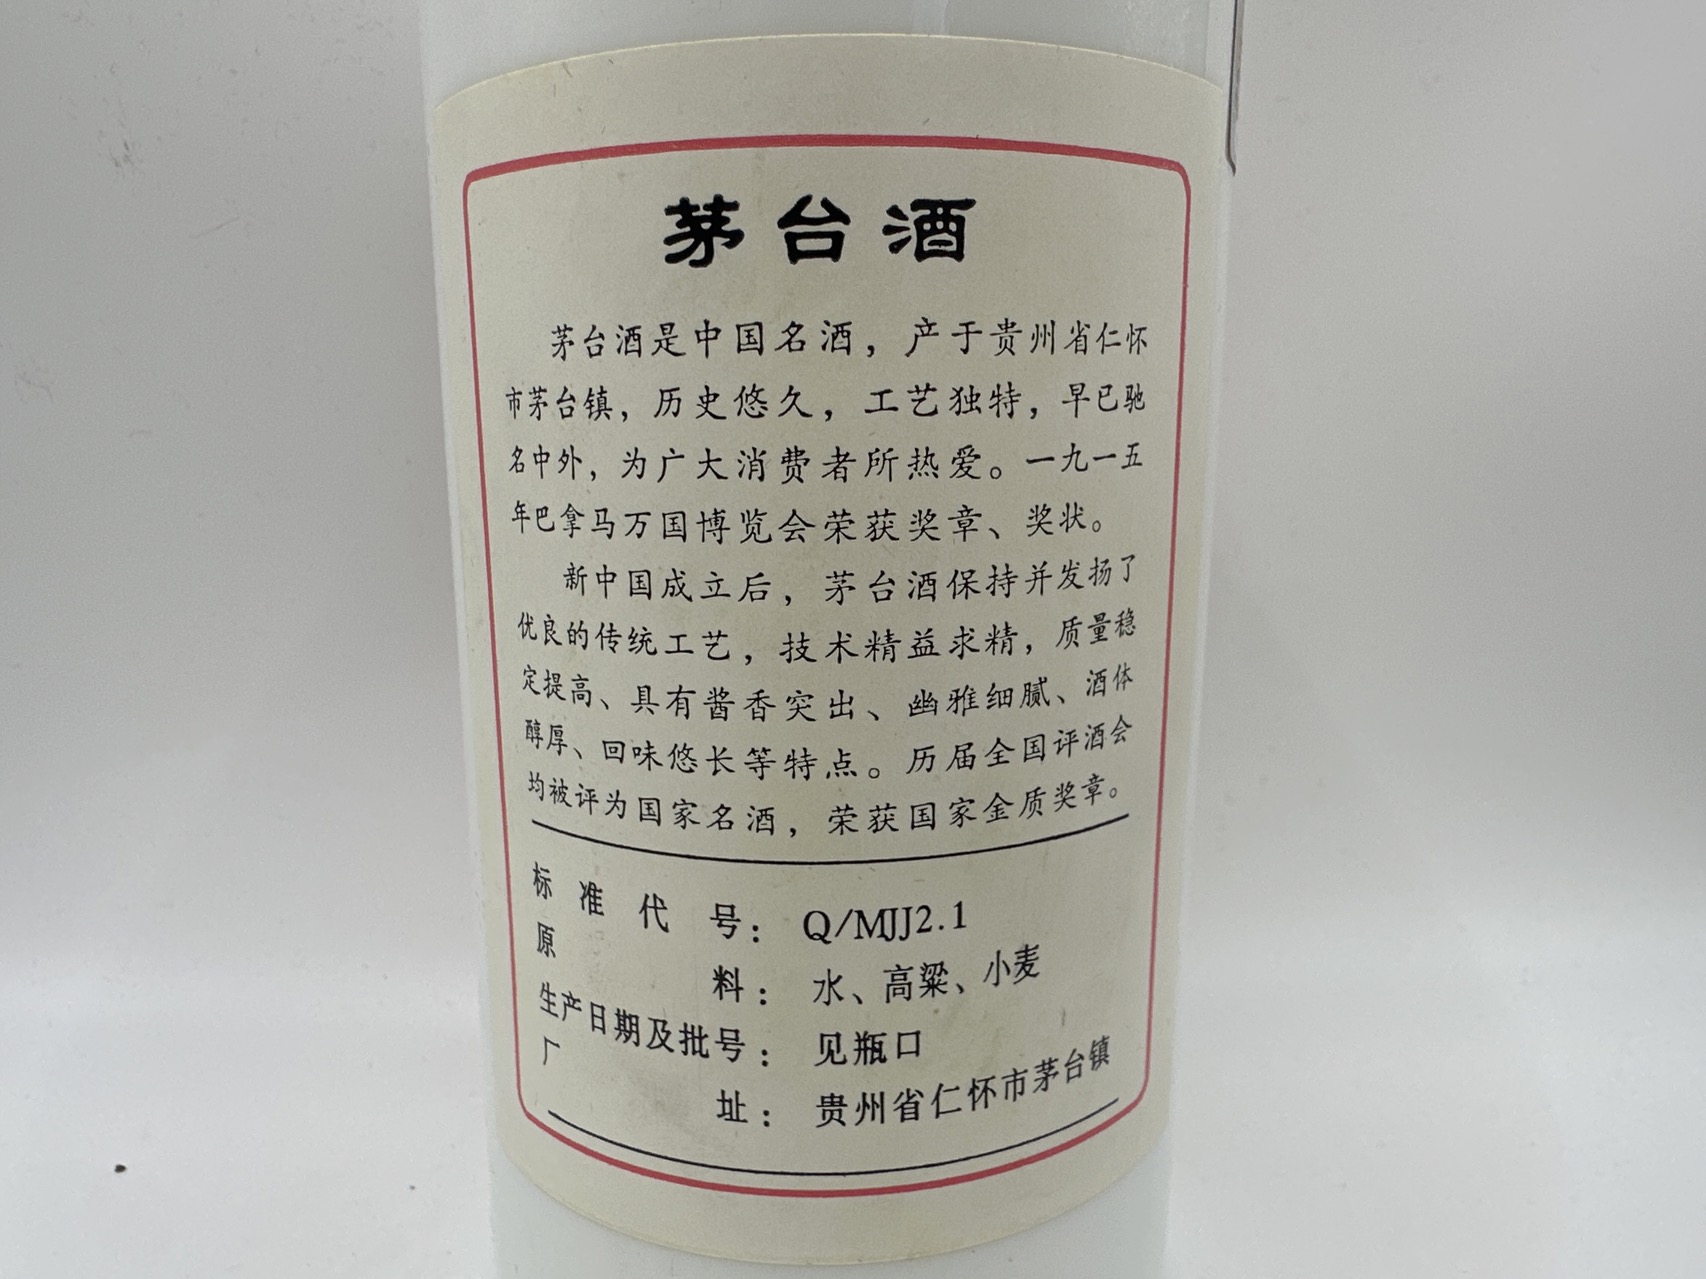 茅台酒
茅台酒是中国名酒，产于贵州省仁怀
市茅台镇，历史悠久，工艺独特，早已驰
名中外，为广大消费者所热爱。一九一五
年巴拿马万国博览会荣获奖章、奖状。
新中国成立后，茅台酒保持并发扬了
优良的传统工艺，技术精益求精，质量稳
定提高、具有酱香突出、幽雅细腻、酒体
醇厚、回味悠长等特点。历届全国评酒会
均被评为国家名酒，荣获国家金质奖章。
标准代号：Q/MJJ2.1
原料：水、高粱、小麦
生产日期及批号：见瓶口
厂址：贵州省仁怀市茅台镇